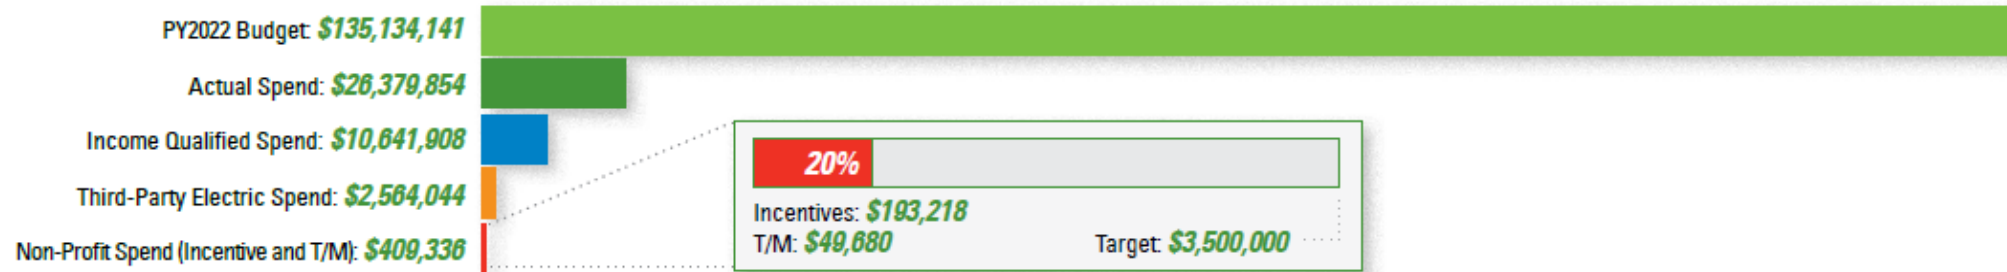 PY2022 Budget: $135,134,141
Actual Spend: $26,379,854
Income Qualified Spend: $10,641,908
Third-Party Electric Spend: $2,564,044
Non-Profit Spend (Incentive and T/M): $409,336
20%
Incentives: $193,218
T/M: $49,680
Target: $3,500,000